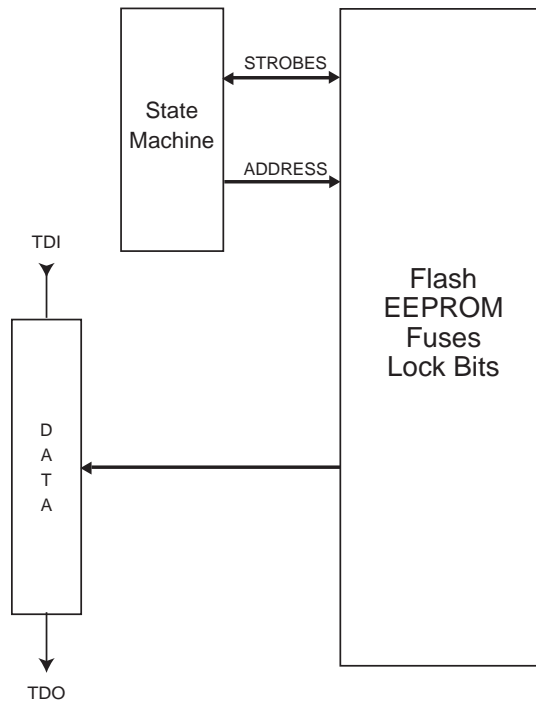 STROBES
State
Machine
ADDRESS
TDI
Flash
EEPROM
Fuses
Lock Bits
D
A
T
A
TDO